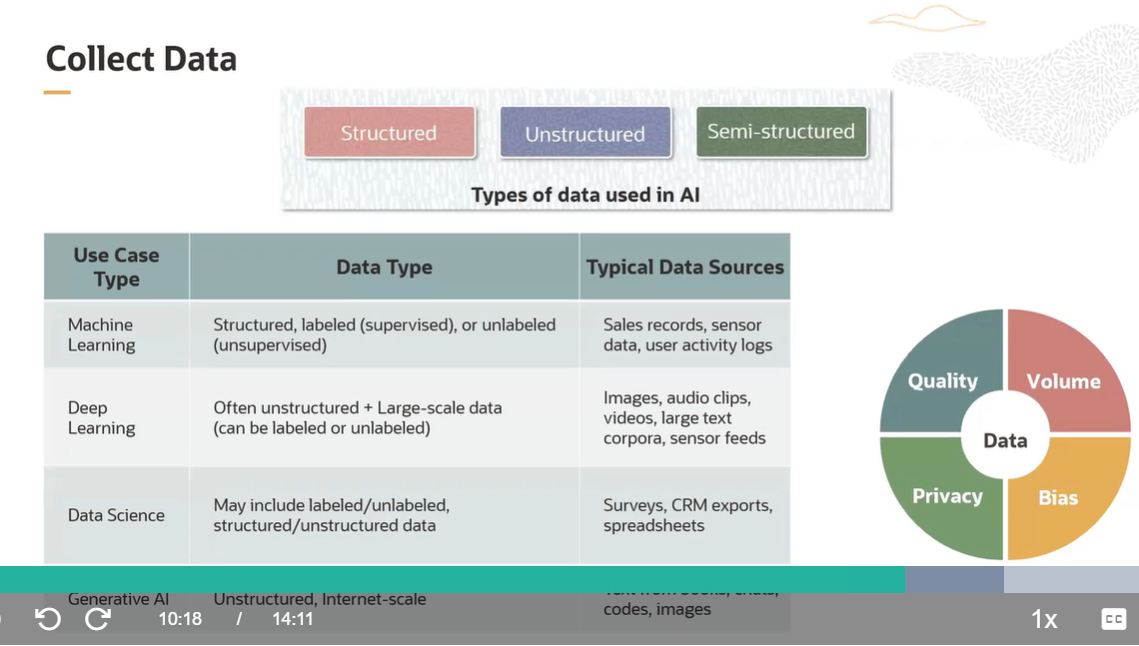 Collect Data
Structured
Unstructured
Semi-structured
Types of data used in AI
Use Case
Type
Data Type
Typical Data Sources
Machine
Learning
Structured, labeled (supervised), or unlabeled
(unsupervised)
Sales records, sensor
data, user activity logs
Deep
Learning
Often unstructured + Large-scale data
(can be labeled or unlabeled)
Images, audio clips,
videos, large text
corpora, sensor feeds
Data Science
May include labeled/unlabeled,
structured/unstructured data
Surveys, CRM exports,
spreadsheets
Generative AI
Unstructured, Internet-scale
Text from books, chats,
codes, images
Quality
Volume
Data
Privacy
Bias
10:18 / 14:11
1x
CC